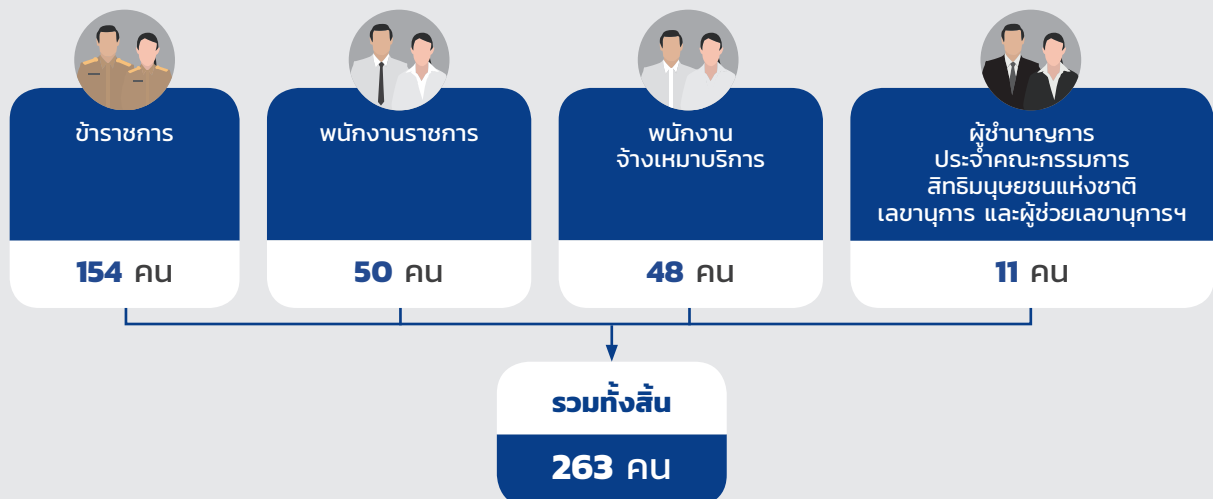 ข้าราชการ
154 คน
พนักงานราชการ
50 คน
พนักงาน
จ้างเหมาบริการ
48 คน
ผู้ชำนาญการ
ประจำคณะกรรมการ
สิทธิมนุษยชนแห่งชาติ
เลขานุการ และผู้ช่วยเลขานุการฯ
11 คน
รวมทั้งสิ้น
263 คน